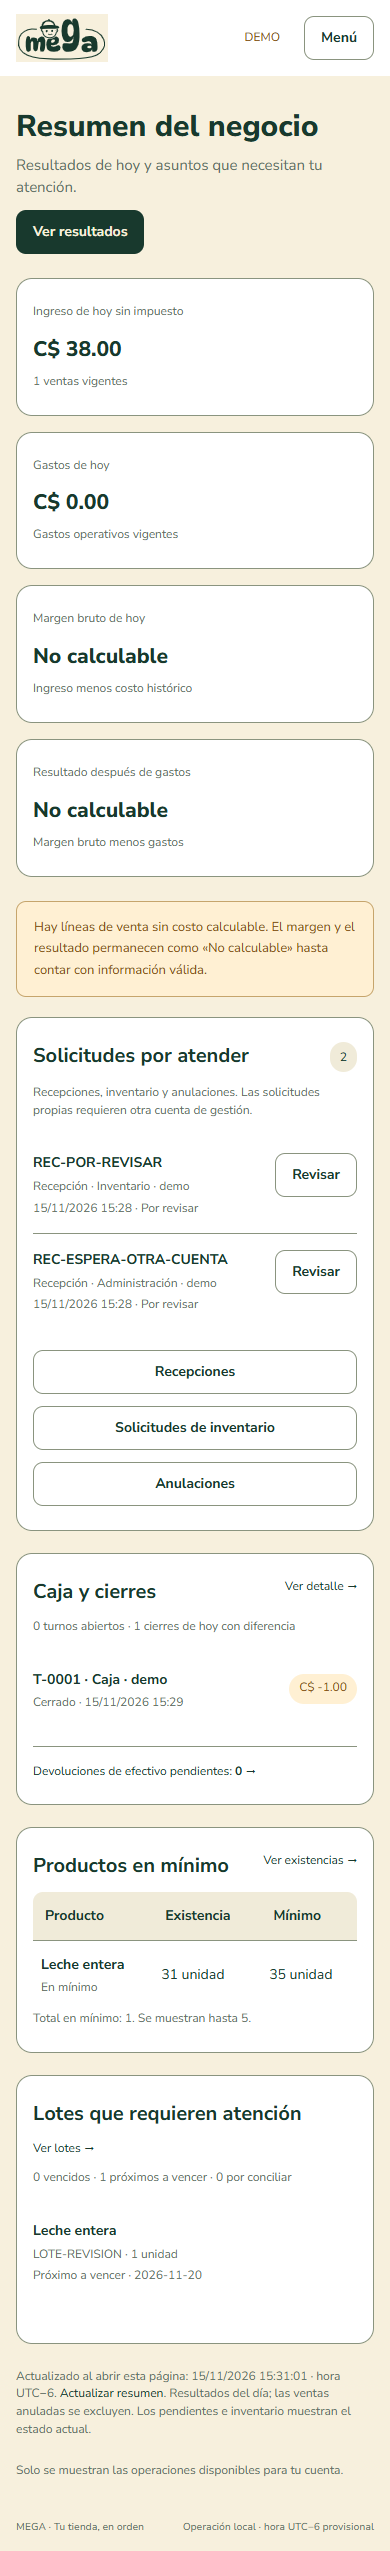 mega
DEMO
Menú
Resumen del negocio
Resultados de hoy y asuntos que necesitan tu
atención.
Ver resultados
Ingreso de hoy sin impuesto
C$ 38.00
1 ventas vigentes
Gastos de hoy
C$ 0.00
Gastos operativos vigentes
Margen bruto de hoy
No calculable
Ingreso menos costo histórico
Resultado después de gastos
No calculable
Margen bruto menos gastos
Hay líneas de venta sin costo calculable. El margen y el
resultado permanecen como «No calculable» hasta
contar con información válida.
Solicitudes por atender
2
Recepciones, inventario y anulaciones. Las solicitudes
propias requieren otra cuenta de gestión.
REC-POR-REVISAR
Recepción · Inventario · demo
15/11/2026 15:28 · Por revisar
Revisar
REC-ESPERA-OTRA-CUENTA
Recepción · Administración · demo
15/11/2026 15:28 · Por revisar
Revisar
Recepciones
Solicitudes de inventario
Anulaciones
Caja y cierres
Ver detalle →
0 turnos abiertos · 1 cierres de hoy con diferencia
T-0001 · Caja · demo
Cerrado · 15/11/2026 15:29
C$ -1.00
Devoluciones de efectivo pendientes: 0 →
Productos en mínimo
Ver existencias →
Producto Existencia Mínimo
Leche entera
En mínimo
31 unidad 35 unidad
Total en mínimo: 1. Se muestran hasta 5.
Lotes que requieren atención
Ver lotes →
0 vencidos · 1 próximos a vencer · 0 por conciliar
Leche entera
LOTE-REVISION · 1 unidad
Próximo a vencer · 2026-11-20
Actualizado al abrir esta página: 15/11/2026 15:31:01 · hora
UTC−6. Actualizar resumen. Resultados del día; las ventas
anuladas se excluyen. Los pendientes e inventario muestran el
estado actual.
Solo se muestran las operaciones disponibles para tu cuenta.
MEGA · Tu tienda, en orden
Operación local · hora UTC−6 provisional